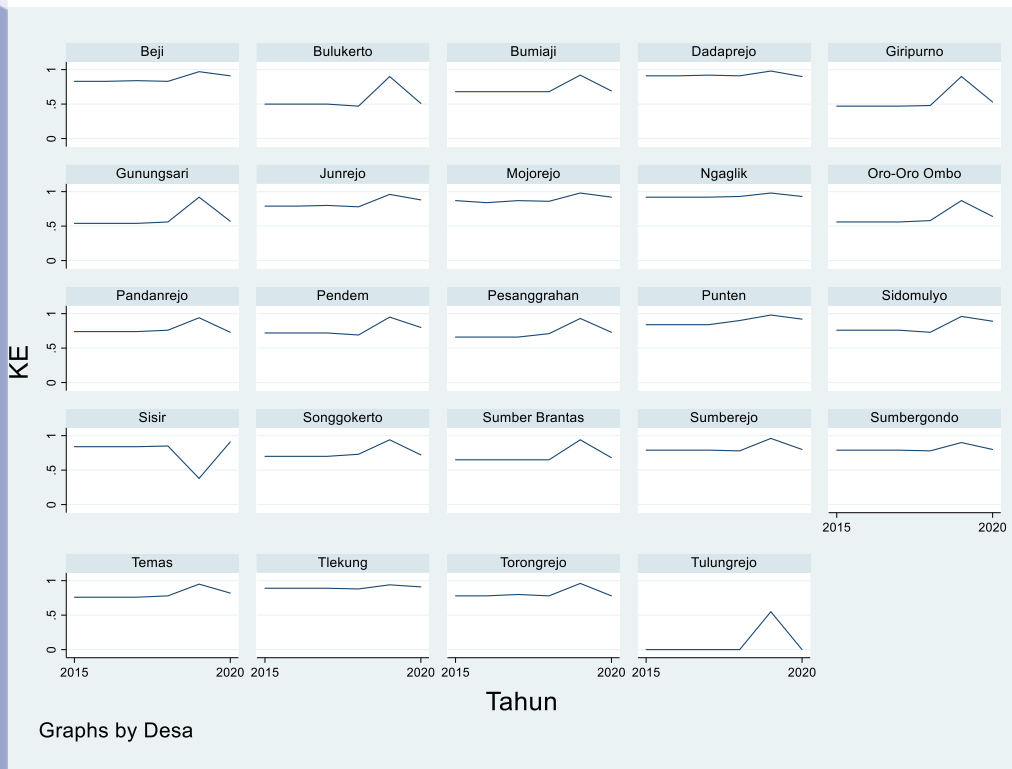 Beji Bulukerto Bumiaji Dadaprejo Giripurno
1
.5
0
Gunungsari Junrejo Mojorejo Ngaglik Oro-Oro Ombo
1
.5
0
Pandanrejo Pendem Pesanggrahan Punten Sidomulyo
1
.5
0
KE
Sisir Songgokerto Sumber Brantas Sumberejo Sumbergondo
1
.5
0
2015 2020
Temas Tlekung Torongrejo Tulungrejo
1
.5
0
2015 2020 2015 2020 2015 2020 2015 2020
Tahun
Graphs by Desa